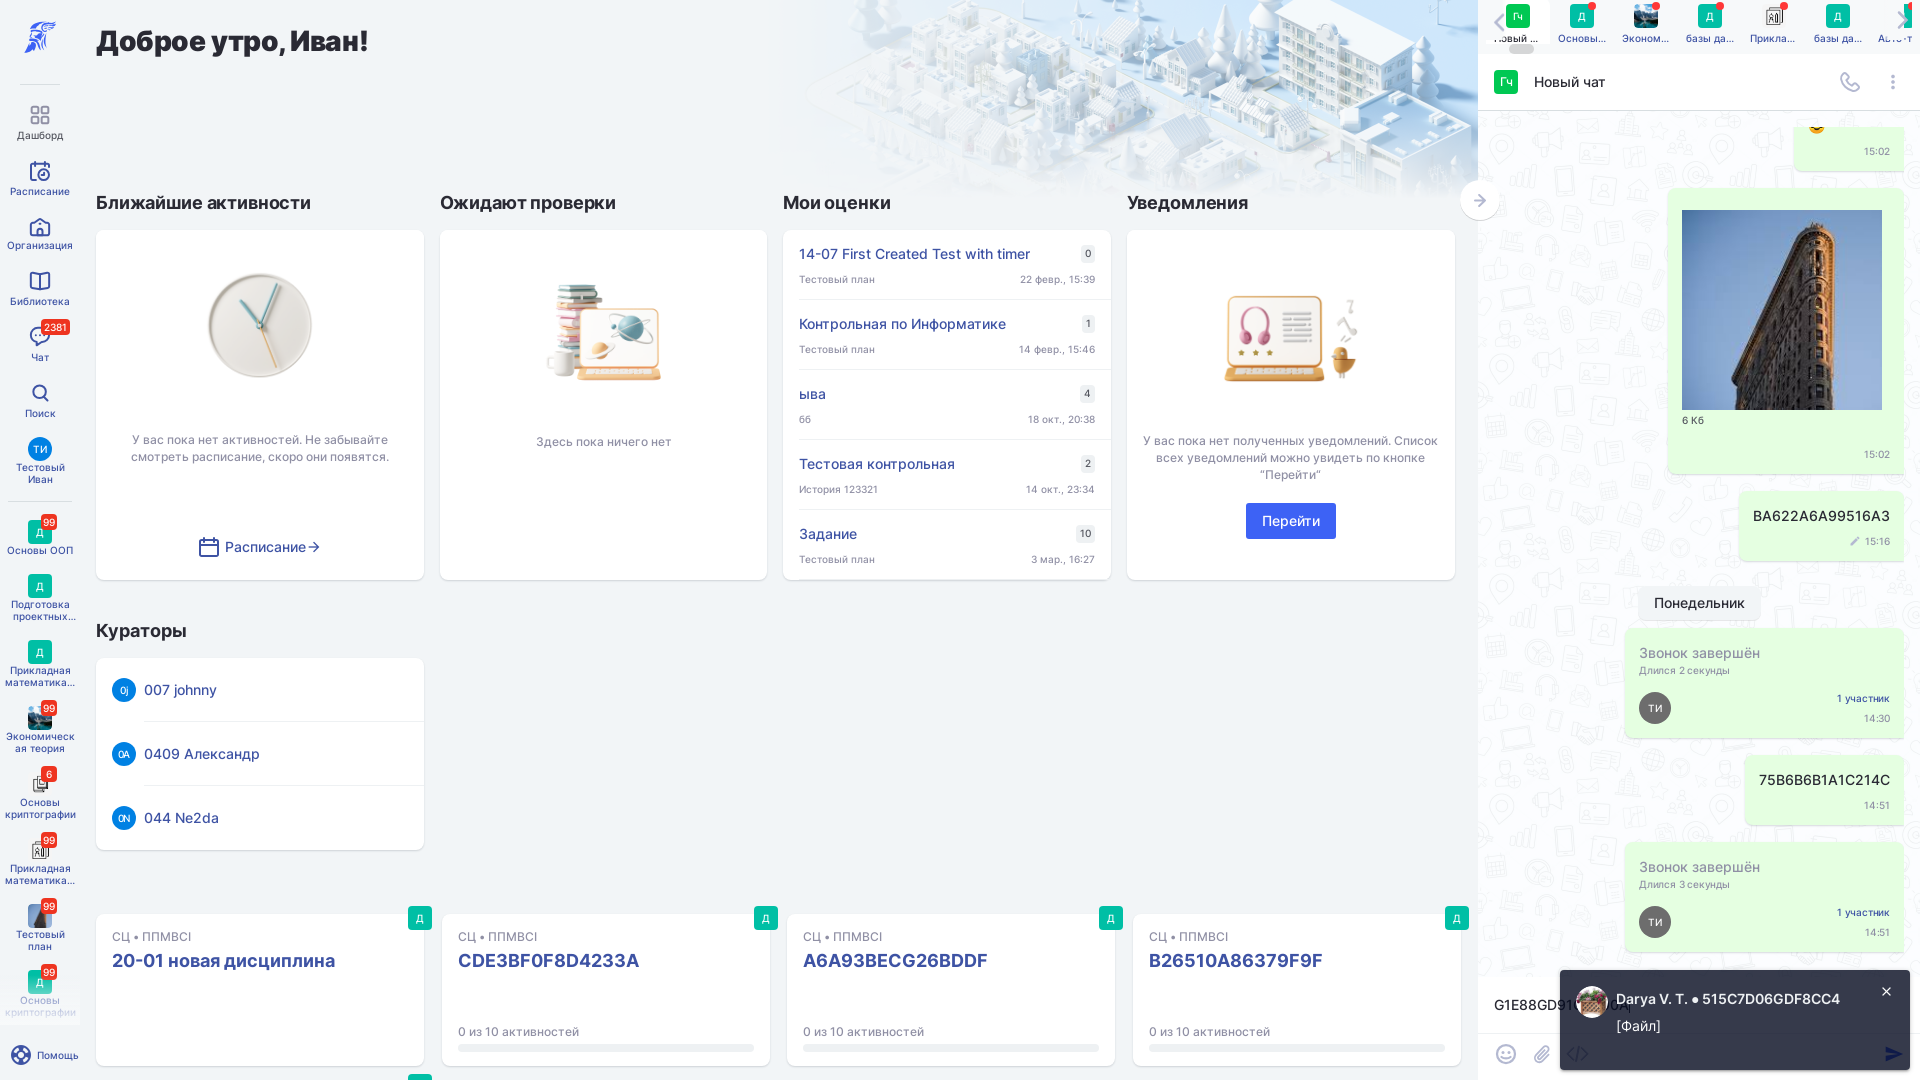 Дашборд
Расписание
Организация
Библиотека
2381
Чат
Поиск
ТИ
Тестовый
Иван
99
Д
Основы ООП
Д
Подготовка
проектных...
Д
Прикладная
математика...
99
Экономическ
ая теория
6
Основы
криптографии
99
Прикладная
математика...
99
Тестовый
план
99
Д
Основы
криптографии
Помощь
Доброе утро, Иван!
Ближайшие активности
У вас пока нет активностей. Не забывайте
смотреть расписание, скоро они появятся.
Расписание
Ожидают проверки
Здесь пока ничего нет
Мои оценки
14-07 First Created Test with timer
0
Тестовый план
22 февр., 15:39
Контрольная по Информатике
1
Тестовый план
14 февр., 15:46
ыва
4
бб
18 окт., 20:38
Тестовая контрольная
2
История 123321
14 окт., 23:34
Задание
10
Тестовый план
3 мар., 16:27
Уведомления
У вас пока нет полученных уведомлений. Список
всех уведомлений можно увидеть по кнопке
“Перейти”
Перейти
Кураторы
0j
007 johnny
0А
0409 Александр
0N
044 Ne2da
Д
СЦ • ППМВСI
20-01 новая дисциплина
Д
СЦ • ППМВСI
CDE3BF0F8D4233A
0 из 10 активностей
Д
СЦ • ППМВСI
A6A93BECG26BDDF
0 из 10 активностей
Д
СЦ • ППМВСI
B26510A86379F9F
0 из 10 активностей
Гч
Новый ...
Д
Основы...
Эконом...
Д
базы да...
Прикла...
Д
базы да...
Гч
Новый чат
15:02
6 Кб
15:02
BA622A6A99516A3
15:16
Понедельник
Звонок завершён
Длился 2 секунды
ТИ
1 участник
14:30
75B6B6B1A1C214C
14:51
Звонок завершён
Длился 3 секунды
ТИ
1 участник
14:51
Darya V. T. ● 515C7D06GDF8CC4
[Файл]